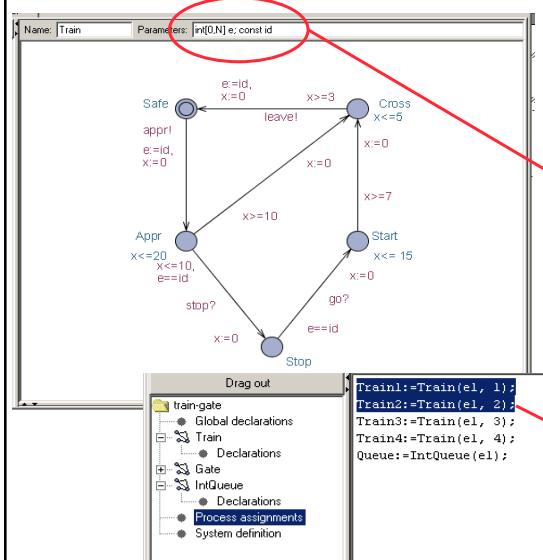 Name: Train Parameters: int[0,N] e; const id
e:=id,
x:=0
x>=3
Safe
Cross
x<=5
leave!
appr!
e:=id,
x:=0
x:=0
x:=0
x>=10
x>=7
Appr
x<=20
Start
x<= 15
x<=10,
e==id
x:=0
stop?
go?
x:=0
e==id
Stop
Drag out
train-gate
Global declarations
Train
Declarations
Gate
IntQueue
Declarations
Process assignments
System definition
Train1:=Train(el, 1);
Train2:=Train(el, 2);
Train3:=Train(el, 3);
Train4:=Train(el, 4);
Queue:=IntQueue(el);